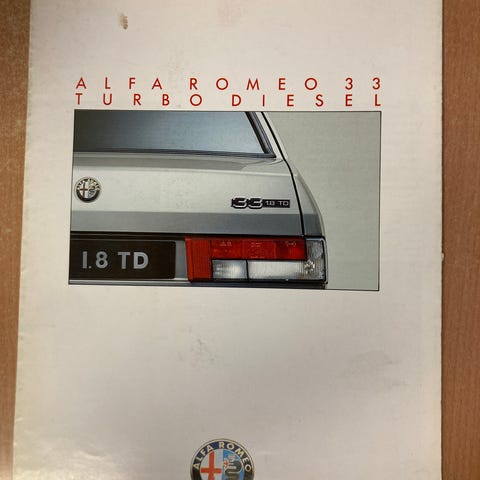 ALFA ROMEO 33
TURBO DIESEL
33 1.8 TD
1.8 TD
ALFA ROMEO